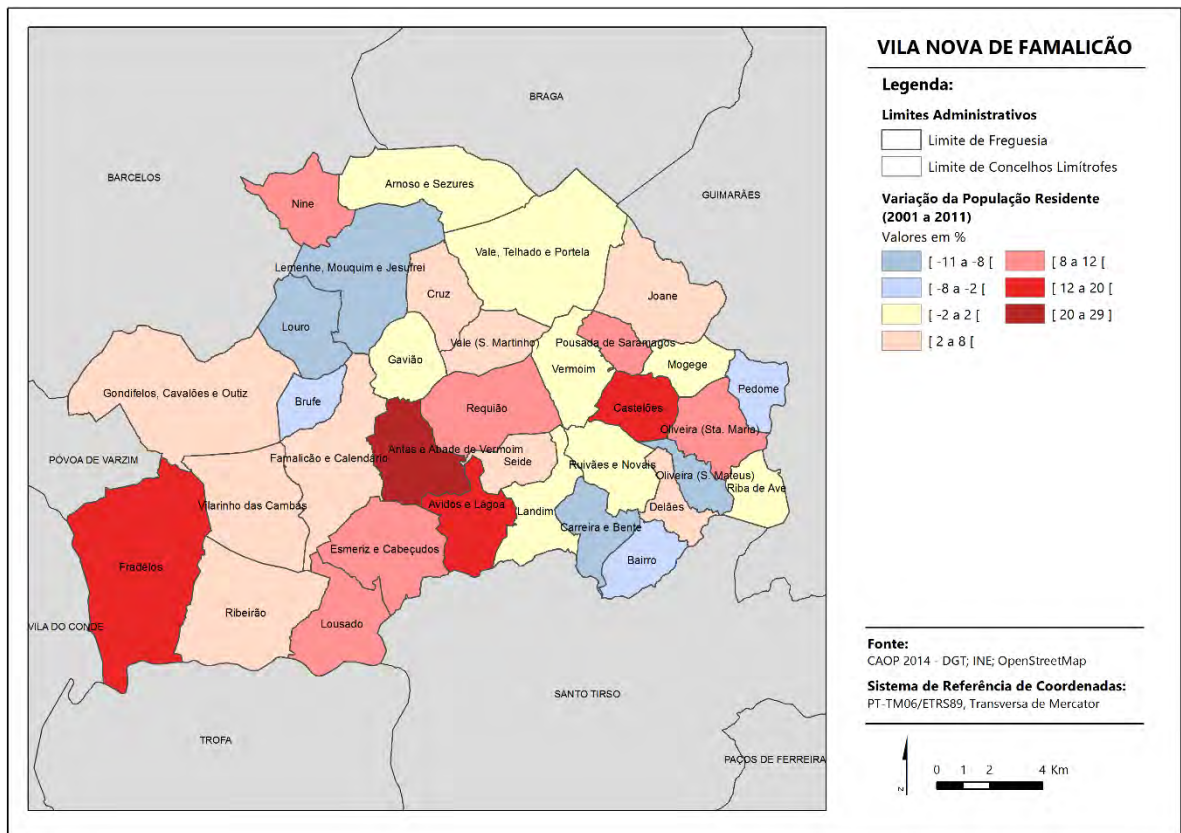 VILA NOVA DE FAMALICÃO
Legenda:
Limites Administrativos
Limite de Freguesia
Limite de Concelhos Limítrofes
Variação da População Residente
(2001 a 2011)
Valores em %
[ -11 a -8 [
[ 8 a 12 [
[ -8 a -2 [
[ 12 a 20 [
[ -2 a 2 [
[ 20 a 29 ]
[ 2 a 8 [
BRAGA
BARCELOS
GUIMARÃES
Arnoso e Sezures
Nine
Vale, Telhado e Portela
Lemenhe, Mouquim e Jesufrei
Cruz
Joane
Louro
Vale (S. Martinho)
Pousada de Saramagos
Gavião
Vermoim
Mogege
Pedome
Gondifelos, Cavalões e Outiz
Brufe
Requião
Castelões
Oliveira (Sta. Maria)
Antas e Abade de Vermoim
Famalicão e Calendário
PÓVOA DE VARZIM
Seide
Ruivães e Novais
Oliveira (S. Mateus)
Riba de Ave
Vilarinho das Cambas
Avidos e Lagoa
Landim
Delães
Carreira e Bente
Esmeriz e Cabeçudos
Bairro
Fradelos
Ribeirão
Lousado
VILA DO CONDE
SANTO TIRSO
TROFA
PAÇOS DE FERREIRA
Fonte:
CAOP 2014 - DGT; INE; OpenStreetMap
Sistema de Referência de Coordenadas:
PT-TM06/ETRS89, Transversa de Mercator
N
0 1 2 4 Km